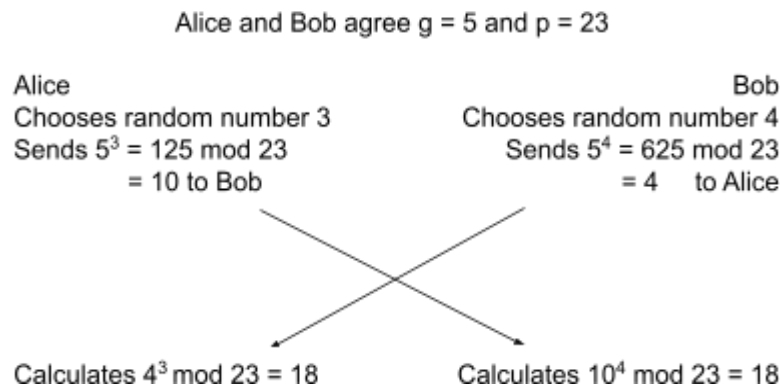 Alice and Bob agree g = 5 and p = 23
Alice
Chooses random number 3
Sends 5³ = 125 mod 23
= 10 to Bob
Bob
Chooses random number 4
Sends 5⁴ = 625 mod 23
= 4 to Alice
Calculates 4³ mod 23 = 18
Calculates 10⁴ mod 23 = 18